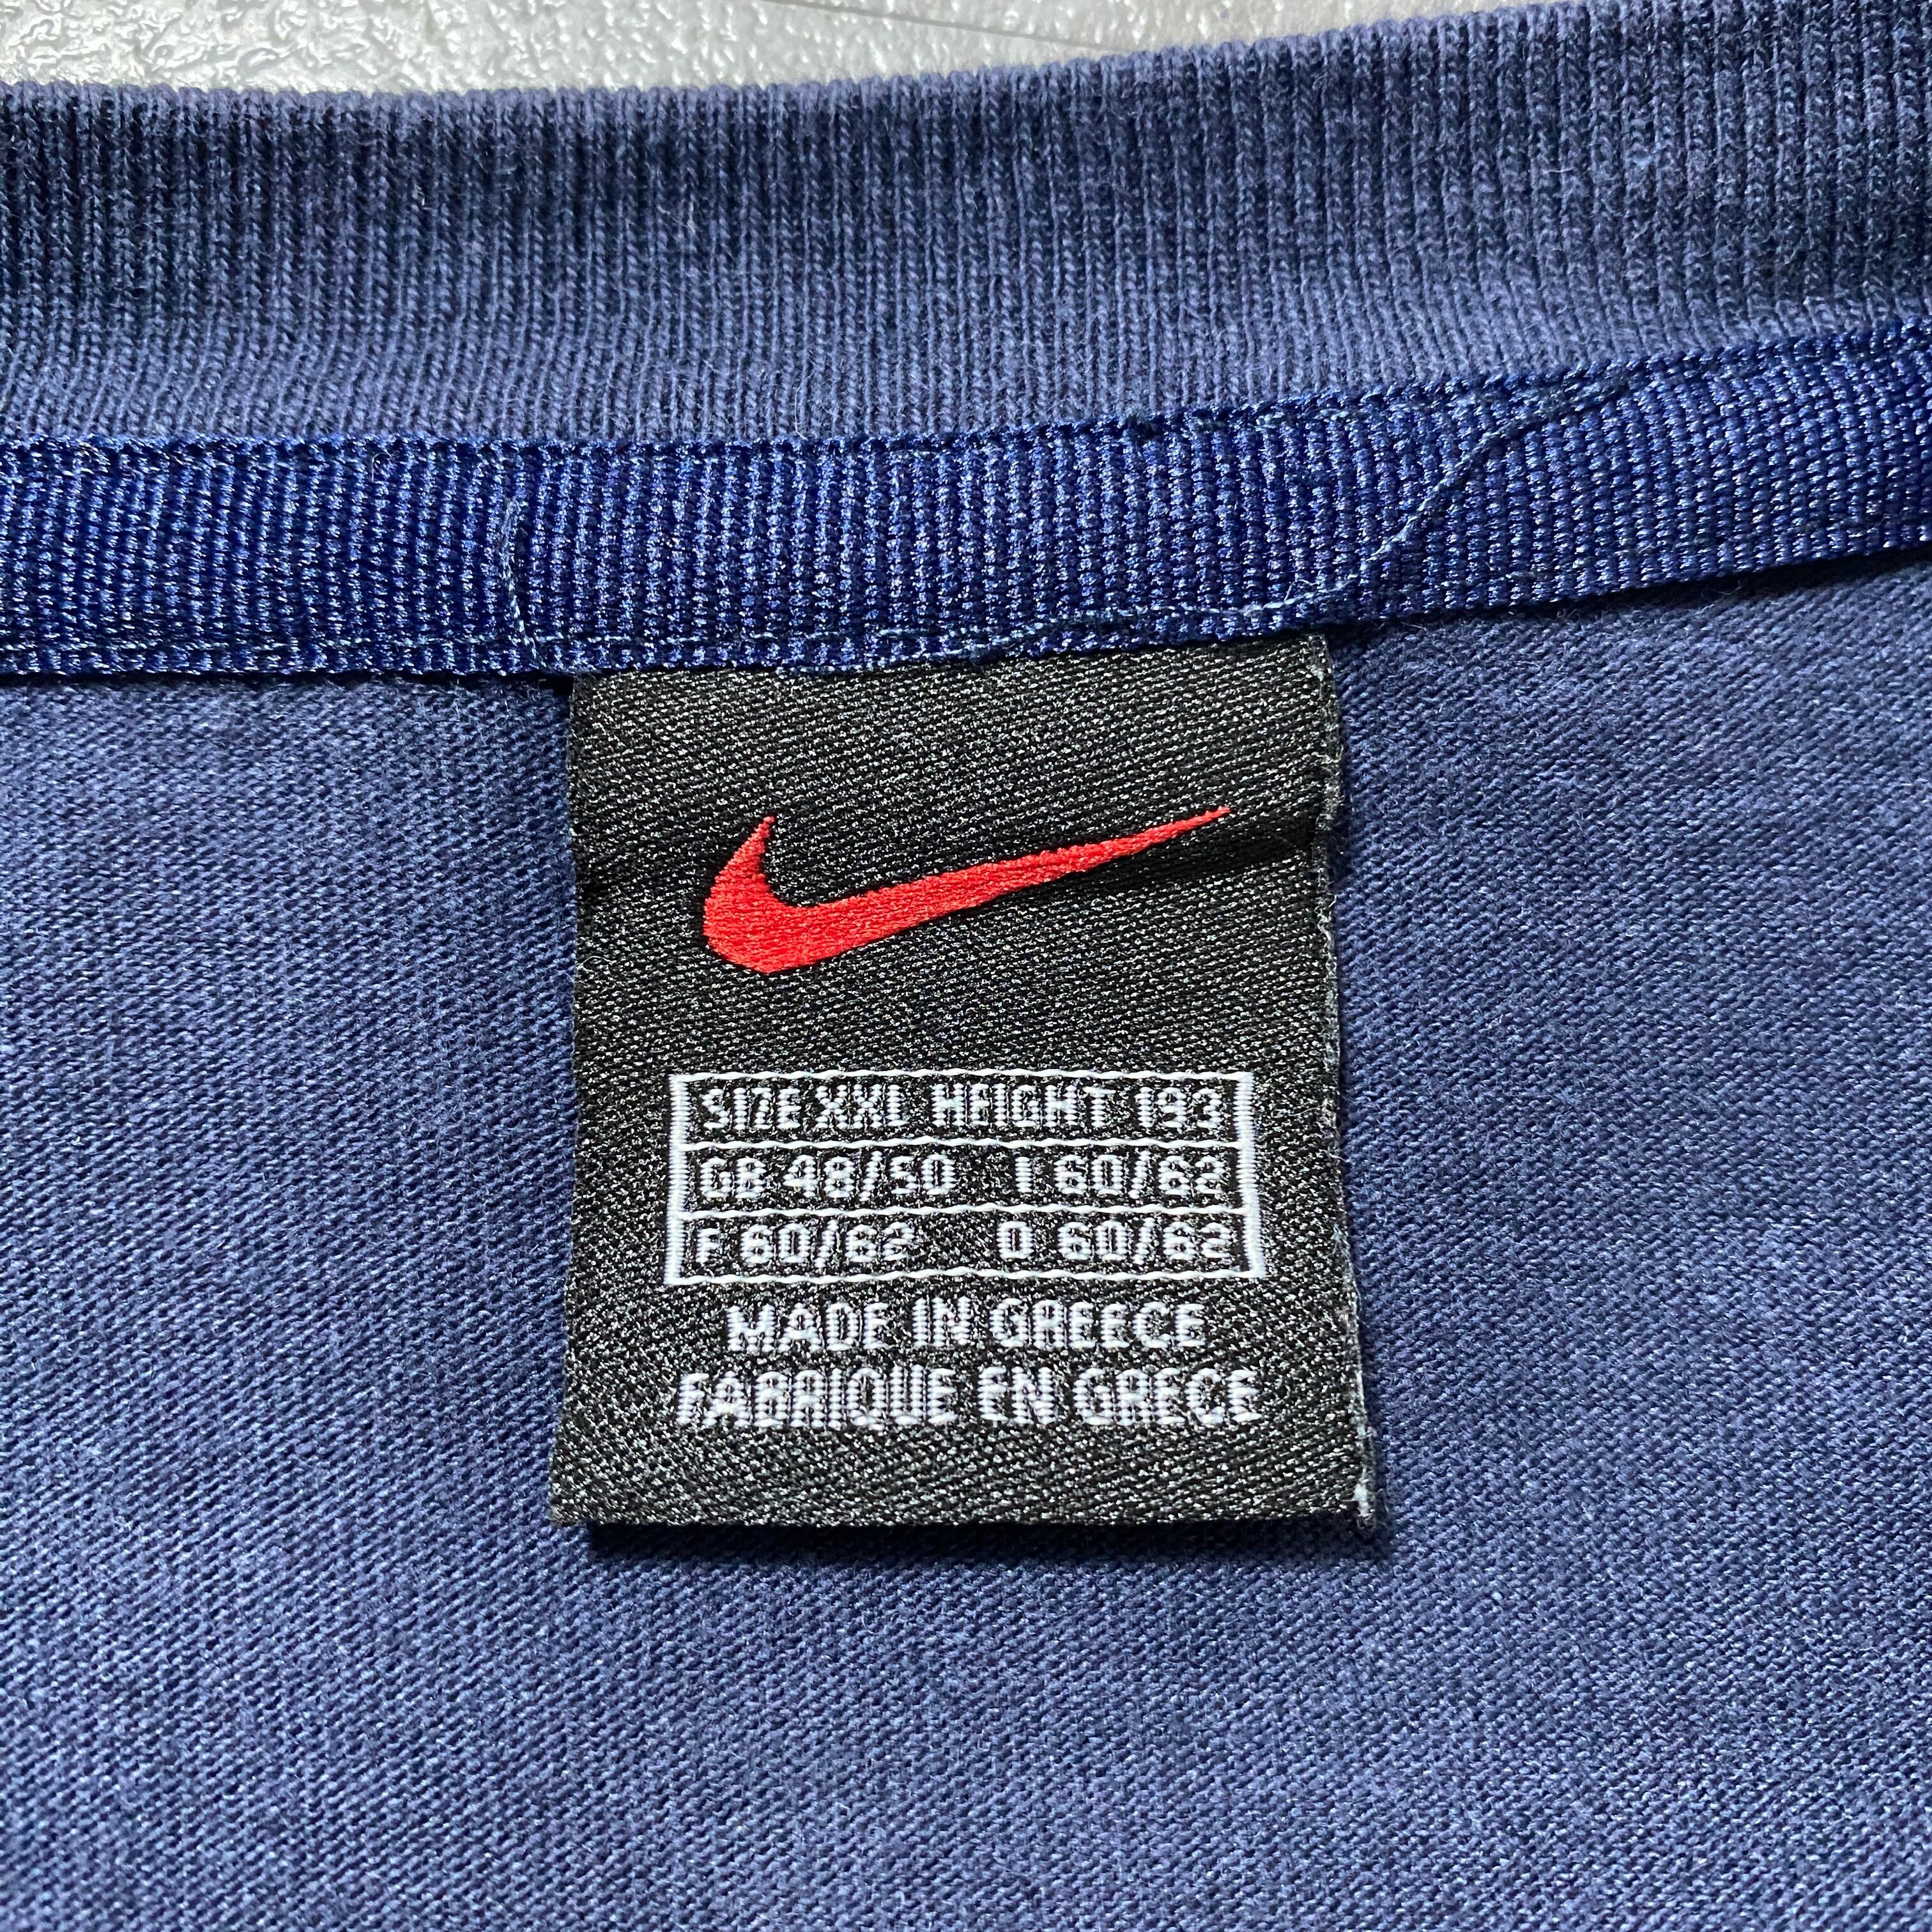 SIZE XXL HEIGHT 193
GB 48/50 I 60/62
F 60/62 D 60/62
MADE IN GREECE
FABRIQUE EN GRECE